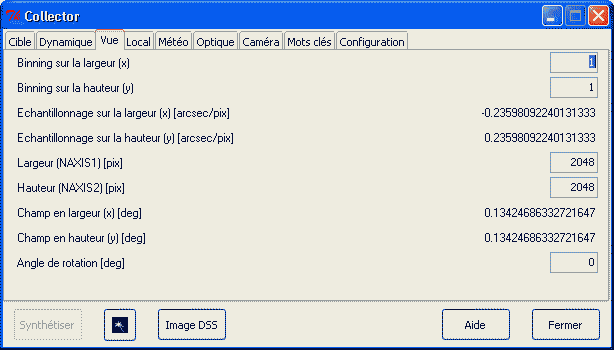 Collector
Cible Dynamique Vue Local Météo Optique Caméra Mots clés Configuration
Binning sur la largeur (x) 1
Binning sur la hauteur (y) 1
Echantillonnage sur la largeur (x) [arcsec/pix] -0.23598092240131333
Echantillonnage sur la hauteur (y) [arcsec/pix] 0.23598092240131333
Largeur (NAXIS1) [pix] 2048
Hauteur (NAXIS2) [pix] 2048
Champ en largeur (x) [deg] 0.13424686332721647
Champ en hauteur (y) [deg] 0.13424686332721647
Angle de rotation [deg] 0
Synthétiser Image DSS Aide Fermer